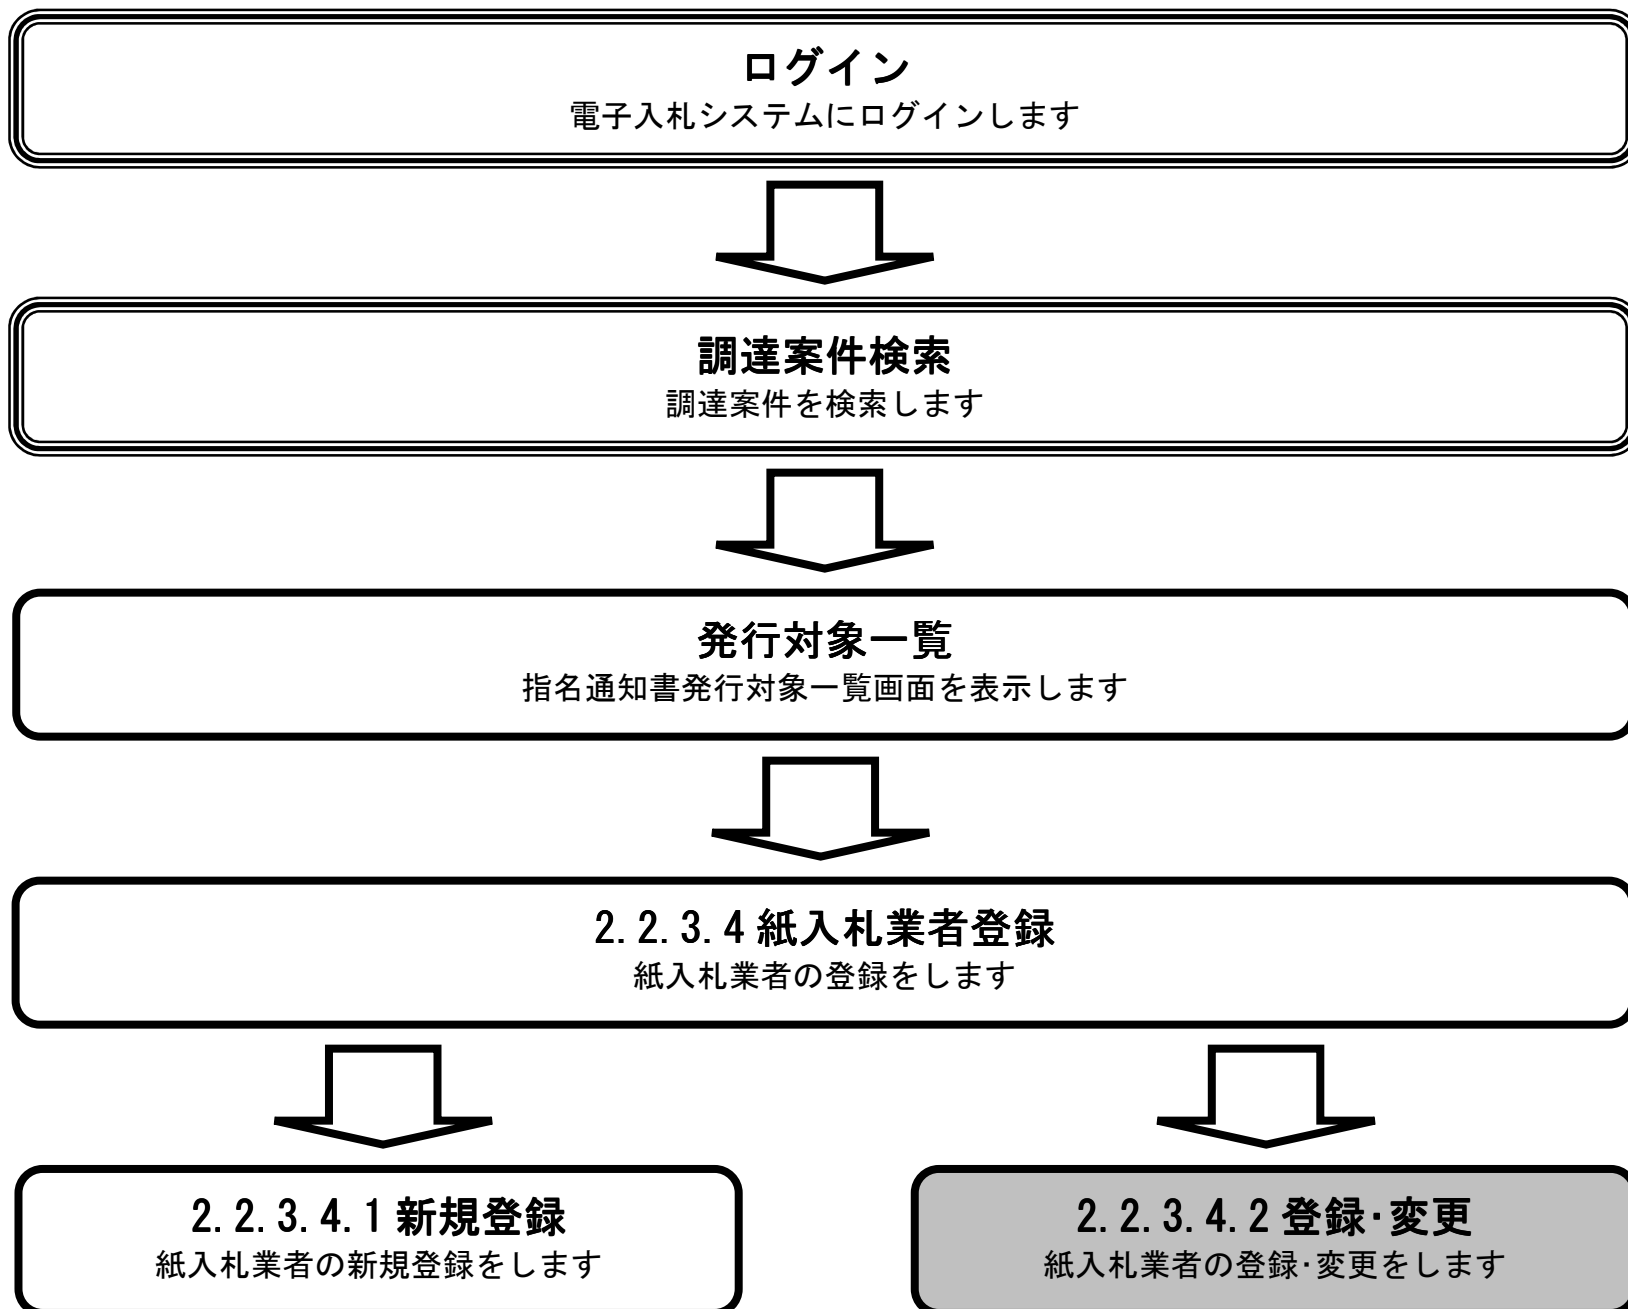 ログイン
電子入札システムにログインします
調達案件検索
調達案件を検索します
発行対象一覧
指名通知書発行対象一覧画面を表示します
2.2.3.4 紙入札業者登録
紙入札業者の登録をします
2.2.3.4.1 新規登録
紙入札業者の新規登録をします
2.2.3.4.2 登録・変更
紙入札業者の登録・変更をします